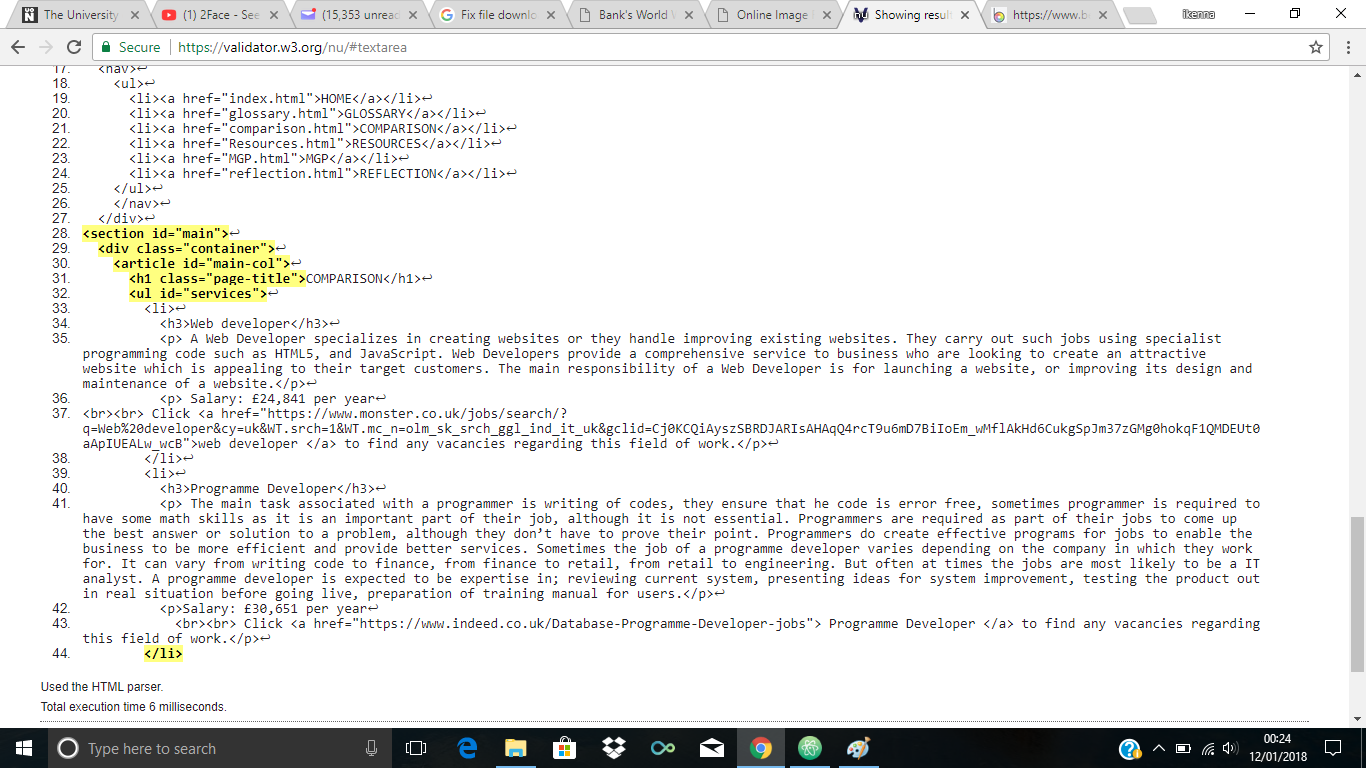 The University
(1) 2Face - See
(15,353 unread
Fix file downlo
Bank's World W
Online Image
Showing resul
https://www.b
ikenna
Secure
https://validator.w3.org/nu/#textarea
17. <nav>↩
18. <ul>↩
19. <li><a href="index.html">HOME</a></li>↩
20. <li><a href="glossary.html">GLOSSARY</a></li>↩
21. <li><a href="comparison.html">COMPARISON</a></li>↩
22. <li><a href="Resources.html">RESOURCES</a></li>↩
23. <li><a href="MGP.html">MGP</a></li>↩
24. <li><a href="reflection.html">REFLECTION</a></li>↩
25. </ul>↩
26. </nav>↩
27. </div>↩
28. <section id="main">↩
29. <div class="container">↩
30. <article id="main-col">↩
31. <h1 class="page-title">COMPARISON</h1>↩
32. <ul id="services">↩
33. <li>↩
34. <h3>Web developer</h3>↩
35. <p> A Web Developer specializes in creating websites or they handle improving existing websites. They carry out such jobs using specialist
programming code such as HTML5, and JavaScript. Web Developers provide a comprehensive service to business who are looking to create an attractive
website which is appealing to their target customers. The main responsibility of a Web Developer is for launching a website, or improving its design and
maintenance of a website.</p>↩
36. <p> Salary: £24,841 per year↩
37. <br><br> Click <a href="https://www.monster.co.uk/jobs/search/?
q=Web%20developer&cy=uk&WT.srch=1&WT.mc_n=olm_sk_srch_ggl_ind_it_uk&gclid=Cj0KCQiAyszSBRDJARIsAHAqQ4rcT9u6mD7BiIoEm_wMflAkHd6CukgSpJm37zGMg0hokqF1QMDEUt0
aApIUEALw_wcB">web developer </a> to find any vacancies regarding this field of work.</p>↩
38. </li>↩
39. <li>↩
40. <h3>Programme Developer</h3>↩
41. <p> The main task associated with a programmer is writing of codes, they ensure that he code is error free, sometimes programmer is required to
have some math skills as it is an important part of their job, although it is not essential. Programmers are required as part of their jobs to come up
the best answer or solution to a problem, although they don’t have to prove their point. Programmers do create effective programs for jobs to enable the
business to be more efficient and provide better services. Sometimes the job of a programme developer varies depending on the company in which they work
for. It can vary from writing code to finance, from finance to retail, from retail to engineering. But often at times the jobs are most likely to be a IT
analyst. A programme developer is expected to be expertise in; reviewing current system, presenting ideas for system improvement, testing the product out
in real situation before going live, preparation of training manual for users.</p>↩
42. <p>Salary: £30,651 per year↩
43. <br><br> Click <a href="https://www.indeed.co.uk/Database-Programme-Developer-jobs"> Programme Developer </a> to find any vacancies regarding
this field of work.</p>↩
44. </li>
Used the HTML parser.
Total execution time 6 milliseconds.
Type here to search
00:24
12/01/2018